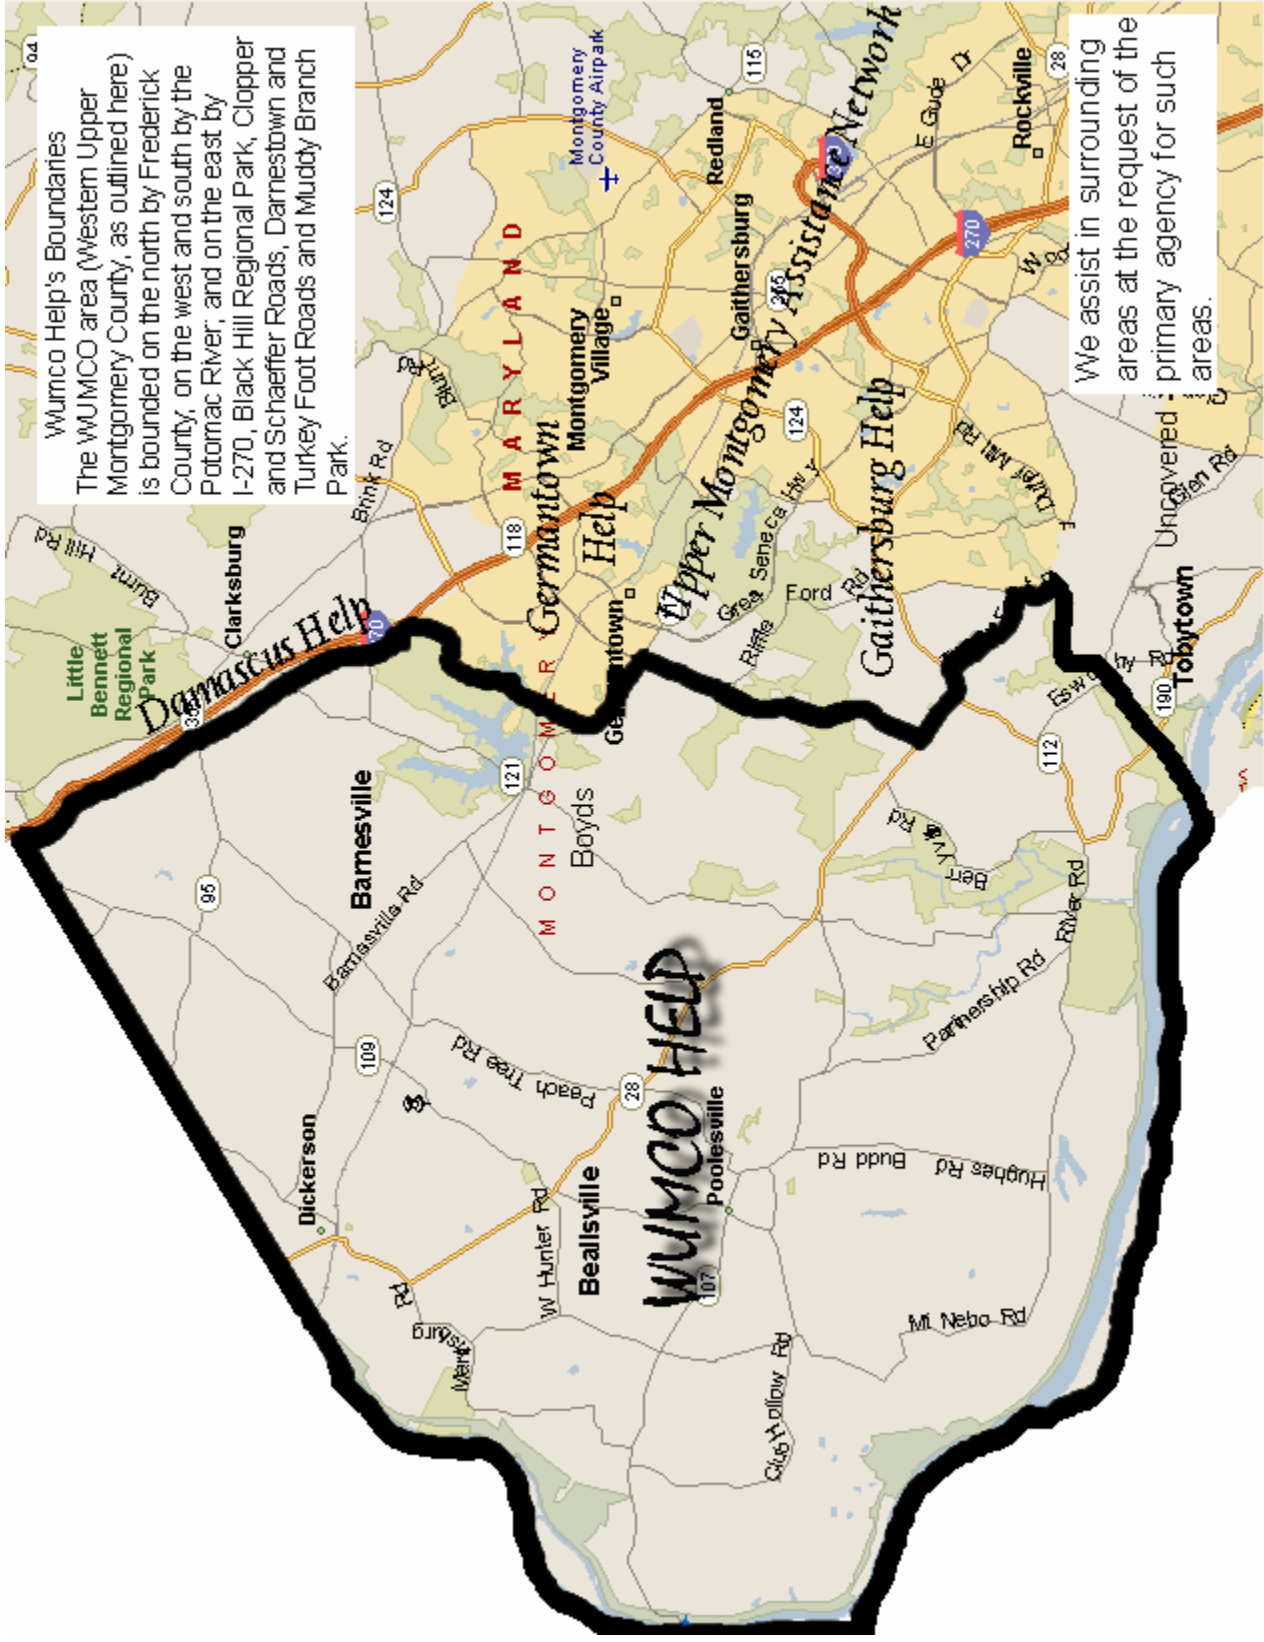 Wumco Help's Boundaries
The WUMCO area (Western Upper
Montgomery County, as outlined here)
is bounded on the north by Frederick
County, on the west and south by the
Potomac River; and on the east by
I-270, Black Hill Regional Park, Clopper
and Schaeffer Roads, Darnestown and
Turkey Foot Roads and Muddy Branch
Park.
We assist in surrounding
areas at the request of the
primary agency for such
areas.
94
Little
Bennett
Regional
Park
Burnt Hill Rd
Clarksburg
Damascus Help
Brink Rd
124
Blunt Rd
Montgomery
County Airpark
MARYLAND
MONTGOMERY
115
Redland
Gaithersburg
Montgomery
Village
118
Germantown
Help
Upper Montgomery Assistance Network
Gaithersburg Help
124
270
E Gude Dr
Rockville
28
Great Seneca Hwy
Riffle Ford Rd
Dufief Mill Rd
Glen Rd
Uncovered
Tobytown
190
112
121
Boyds
Barnesville
95
Barnesville Rd
109
Dickerson
Peach Tree Rd
28
WUMCO HELP
Poolesville
Beallsville
W Hunter Rd
107
Budd Rd
Hughes Rd
Partnership Rd
River Rd
Mt Nebo Rd
Club Hollow Rd
Rd